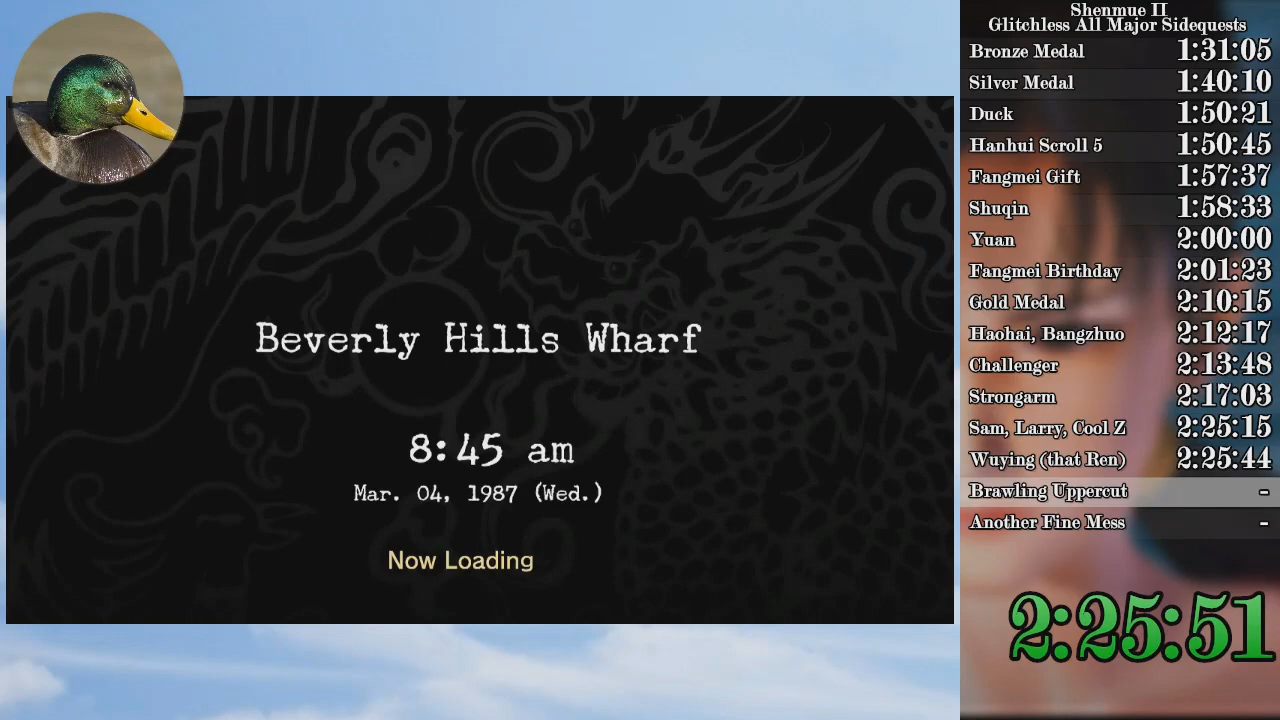 Shenmue II
Glitchless All Major Sidequests
Bronze Medal 1:31:05
Silver Medal 1:40:10
Duck 1:50:21
Hanhui Scroll 5 1:50:45
Fangmei Gift 1:57:37
Shuqin 1:58:33
Yuan 2:00:00
Fangmei Birthday 2:01:23
Gold Medal 2:10:15
Haohai, Bangzhuo 2:12:17
Challenger 2:13:48
Strongarm 2:17:03
Sam, Larry, Cool Z 2:25:15
Wuying (that Ren) 2:25:44
Brawling Uppercut -
Another Fine Mess -
2:25:51
Beverly Hills Wharf
8:45 am
Mar. 04, 1987 (Wed.)
Now Loading